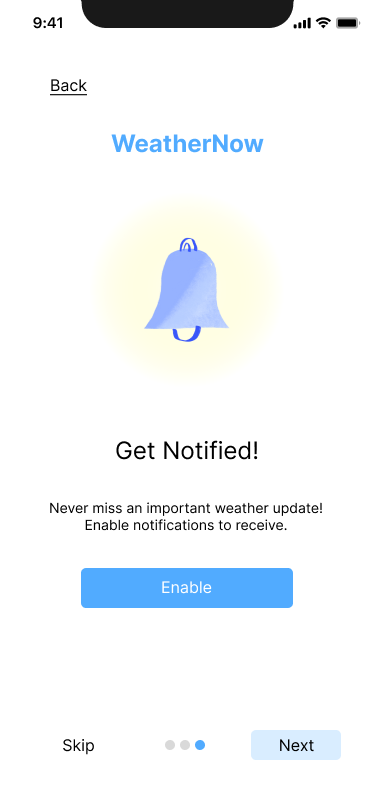 9:41
Back
WeatherNow
Get Notified!
Never miss an important weather update!
Enable notifications to receive.
Enable
Skip
Next